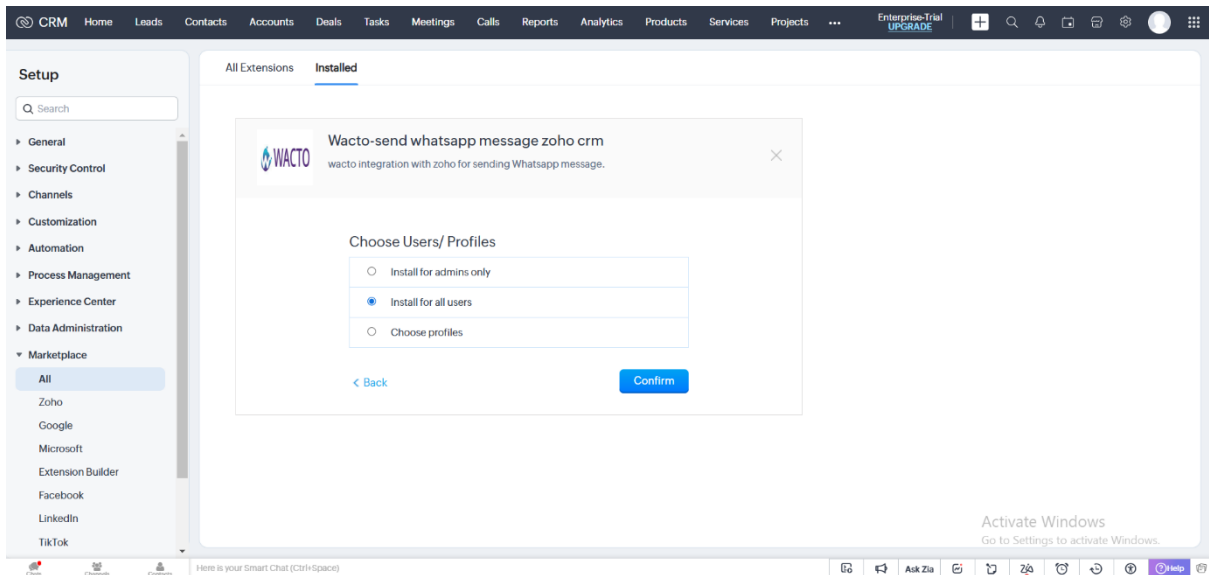 CRM Home Leads Contacts Accounts Deals Tasks Meetings Calls Reports Analytics Products Services Projects ••• Enterprise-Trial
UPGRADE
Setup
Search
General
Security Control
Channels
Customization
Automation
Process Management
Experience Center
Data Administration
Marketplace
All
Zoho
Google
Microsoft
Extension Builder
Facebook
LinkedIn
TikTok
All Extensions Installed
WACTO
Wacto-send whatsapp message zoho crm
wacto integration with zoho for sending Whatsapp message.
Choose Users/ Profiles
Install for admins only
Install for all users
Choose profiles
< Back Confirm
Activate Windows
Go to Settings to activate Windows.
Chats Channels Contacts Here is your Smart Chat (Ctrl+Space) Ask Zia Help